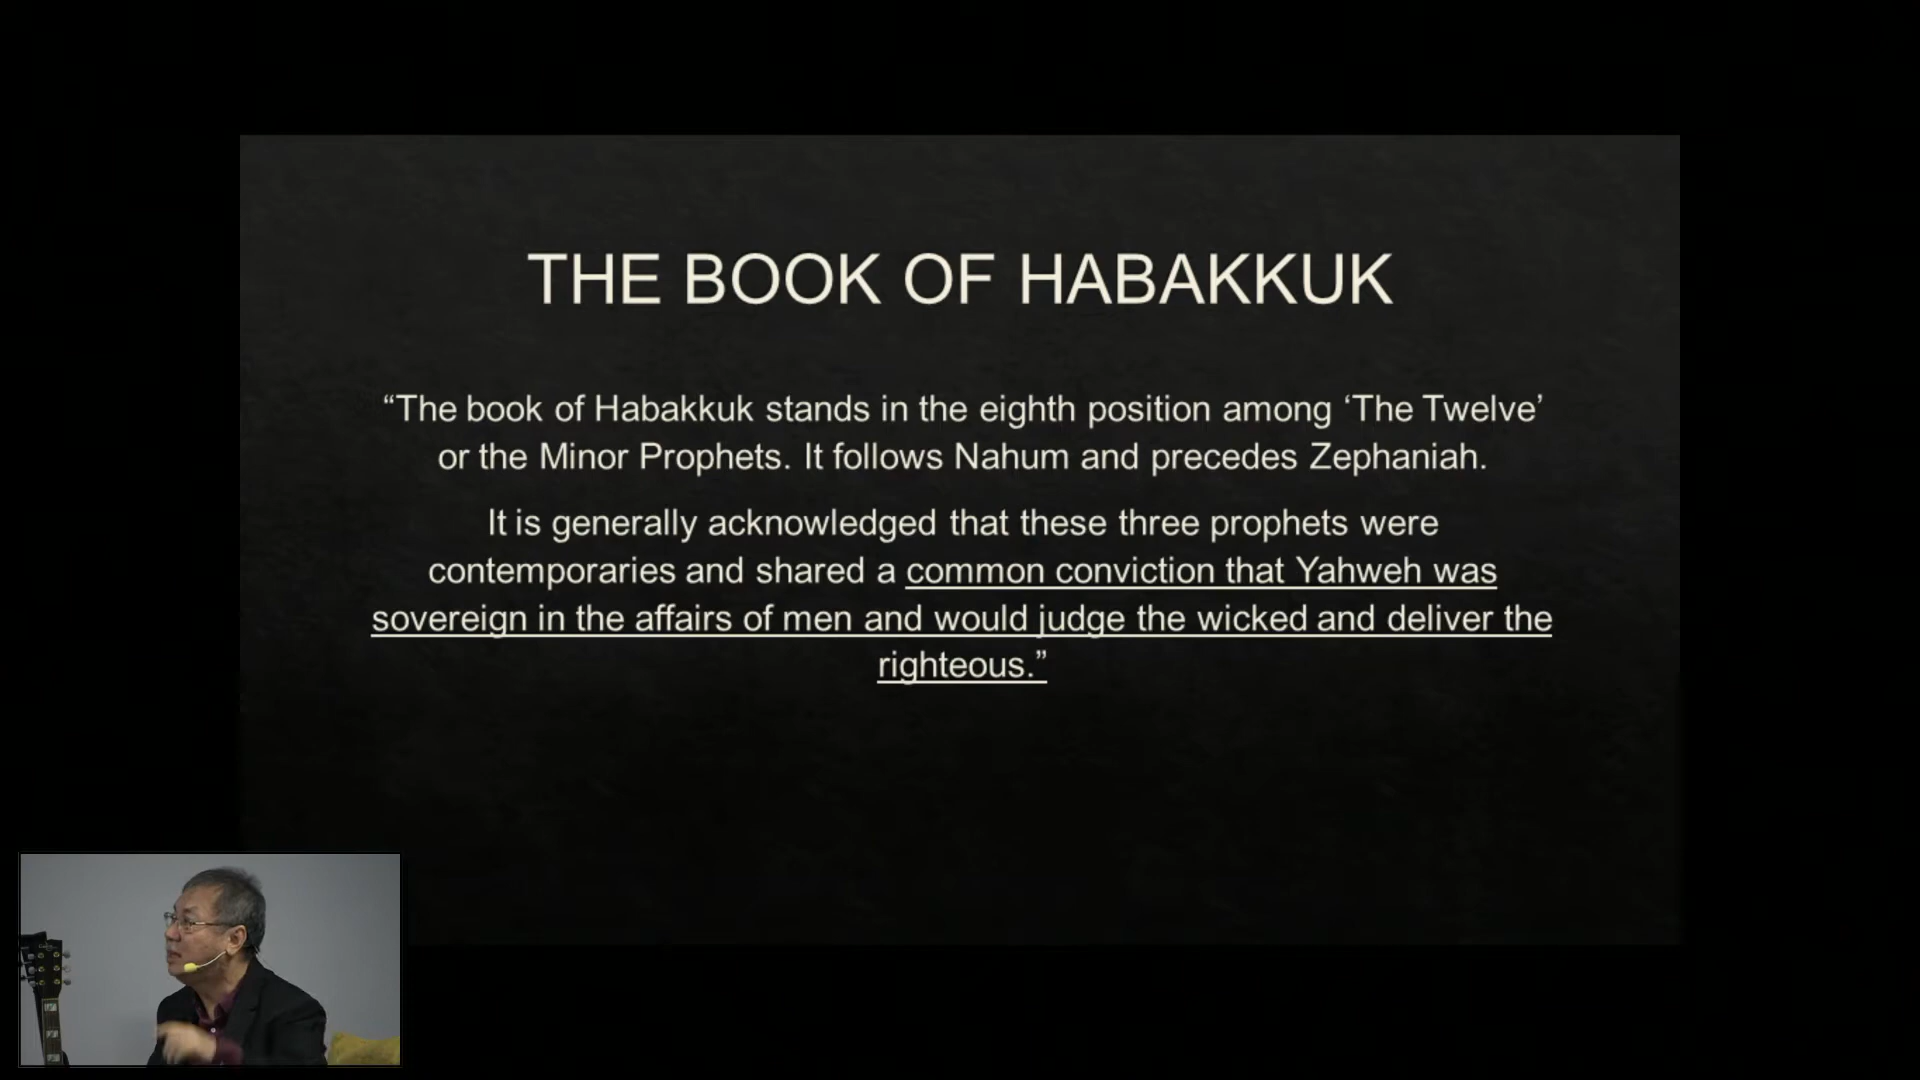 THE BOOK OF HABAKKUK
“The book of Habakkuk stands in the eighth position among ‘The Twelve’
or the Minor Prophets. It follows Nahum and precedes Zephaniah.
It is generally acknowledged that these three prophets were
contemporaries and shared a common conviction that Yahweh was
sovereign in the affairs of men and would judge the wicked and deliver the
righteous.”